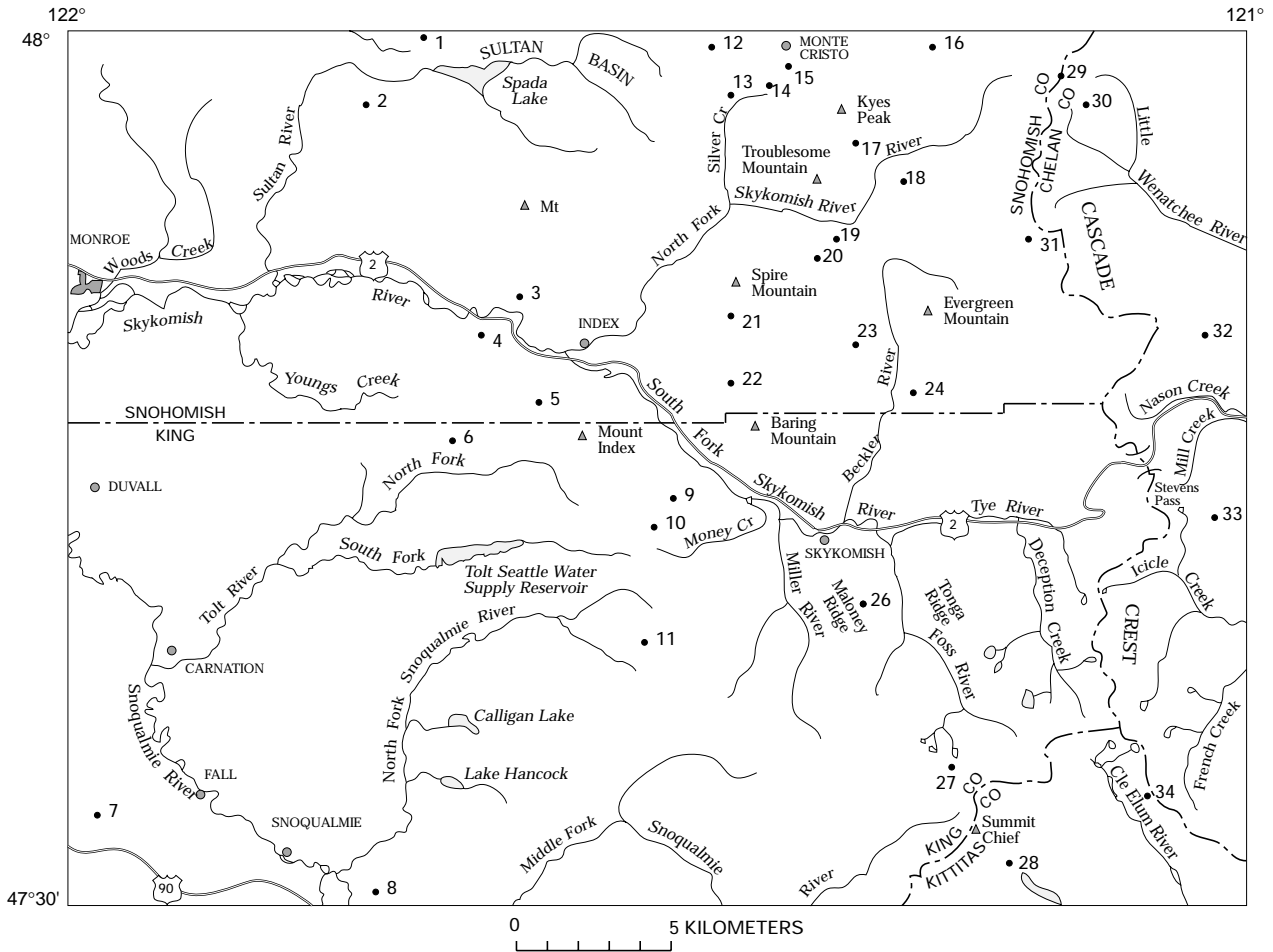 122°
121°
48°
1
SULTAN
BASIN
12
MONTE
CRISTO
16
15
14
13
29
Spada
Lake
2
CO
CO
30
Little
Kyes
Peak
Silver Cr
17
River
Troublesome
Mountain
18
SNOHOMISH
CHELAN
Sultan River
Skykomish River
Wenatchee River
Mt
North Fork
MONROE
Woods Creek
19
20
31
CASCADE
2
River
Spire
Mountain
3
Evergreen
Mountain
Skykomish
21
INDEX
23
32
4
River
Youngs Creek
22
24
South
Fork
Nason Creek
5
SNOHOMISH
KING
Mount
Index
Baring
Mountain
Mill Creek
6
Beckler
North Fork
DUVALL
9
Skykomish
River
Tye River
Stevens
Pass
33
10
Money Cr
2
SKYKOMISH
South Fork
Tolt Seattle Water
Supply Reservoir
Tolt River
Miller
River
Maloney
Ridge
26
Tonga
Ridge
Deception Creek
Icicle
Creek
Snoqualmie River
11
Foss River
CREST
CARNATION
Snoqualmie River
North Fork
Calligan Lake
French Creek
Lake Hancock
FALL
27
CO
CO
Cle Elum River
34
7
SNOQUALMIE
Middle Fork
Snoqualmie
Summit
Chief
KING
KITTITAS
28
River
90
8
47°30'
0
5 KILOMETERS